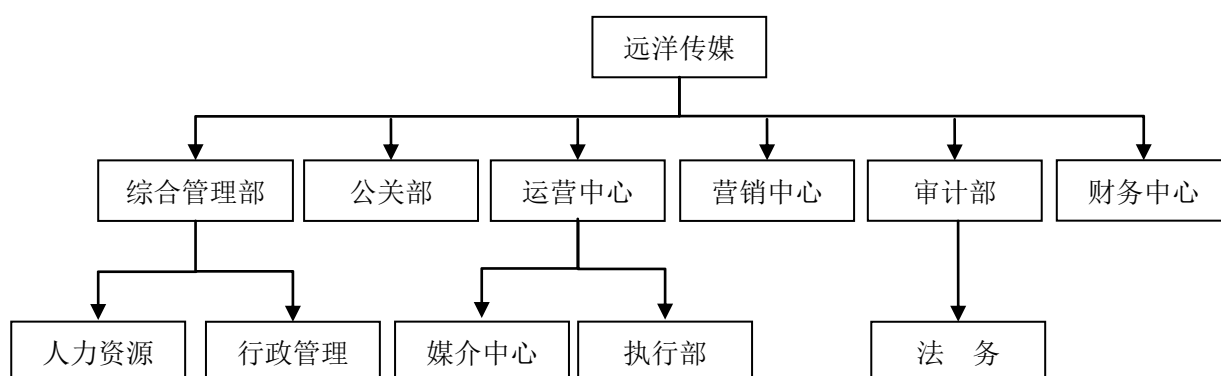 远洋传媒
综合管理部
公关部
运营中心
营销中心
审计部
财务中心
人力资源
行政管理
媒介中心
执行部
法　务